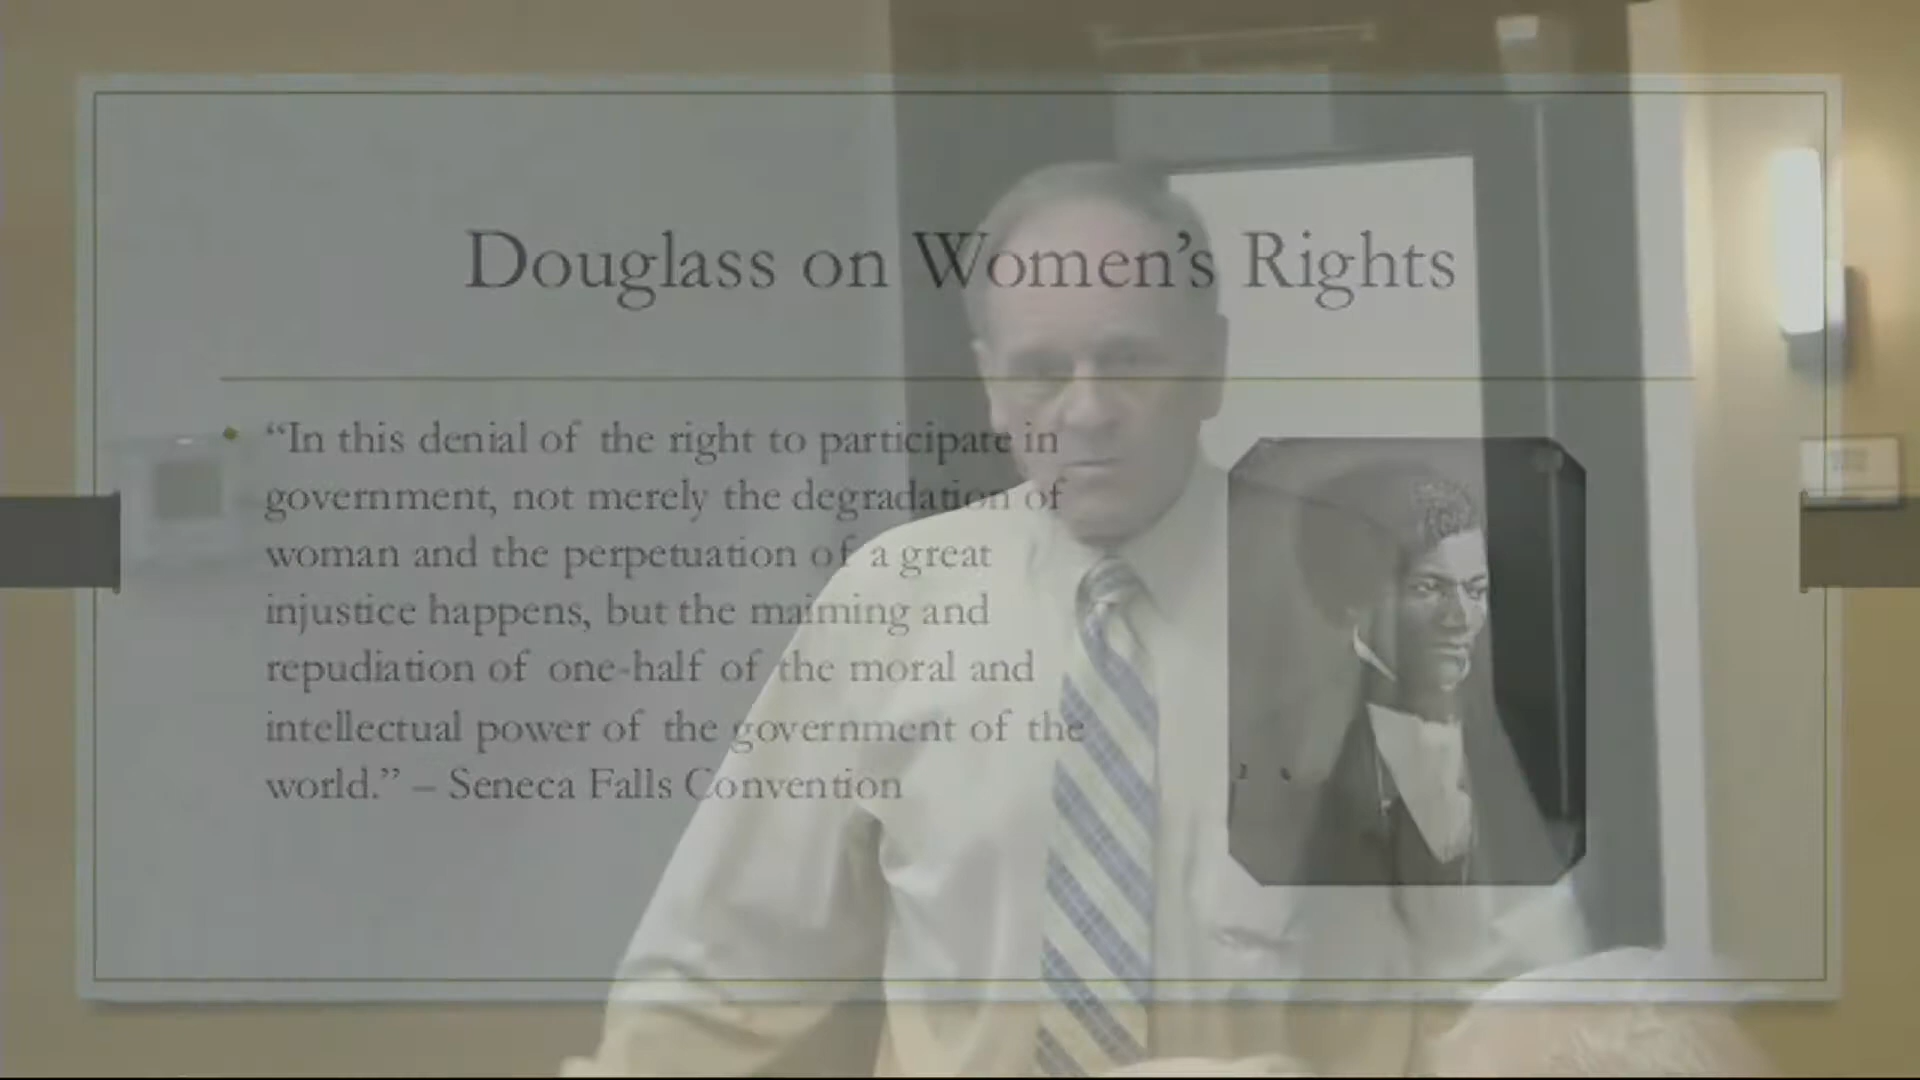 Douglass on Women’s Rights
“In this denial of the right to participate in
government, not merely the degradation of
woman and the perpetuation of a great
injustice happens, but the maiming and
repudiation of one-half of the moral and
intellectual power of the government of the
world.” – Seneca Falls Convention